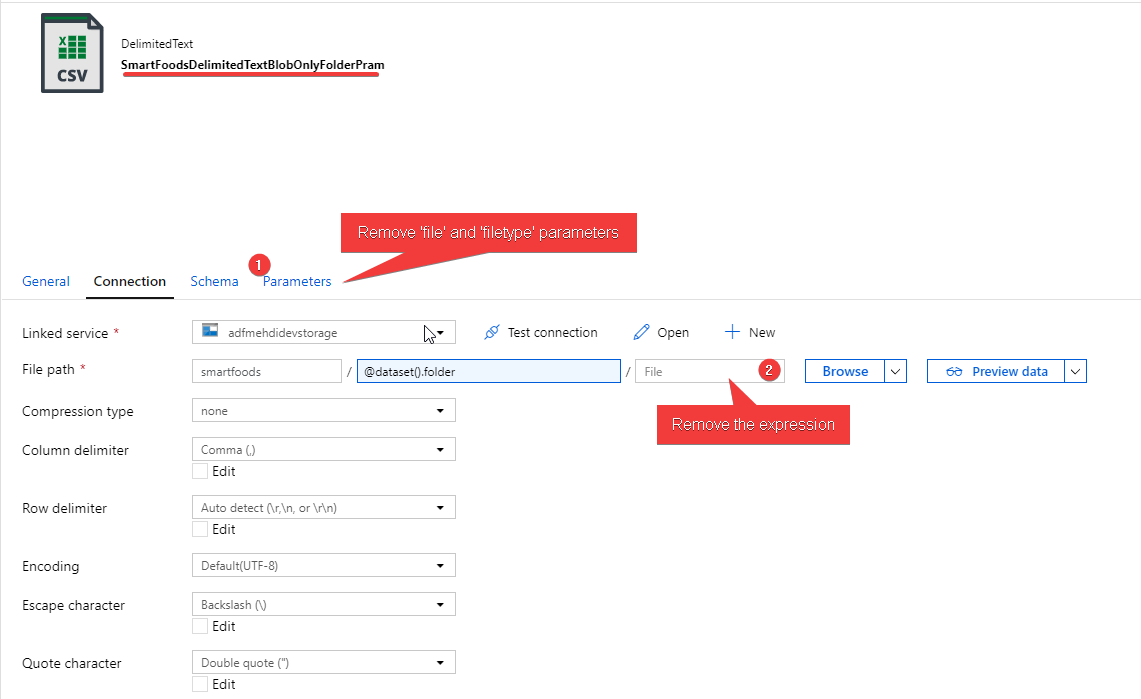 DelimitedText
SmartFoodsDelimitedTextBlobOnlyFolderPram
X
CSV
Remove 'file' and 'filetype' parameters
General Connection Schema 1 Parameters
Linked service * adfmehdidevstorage Test connection Open New
File path * smartfoods / @dataset().folder / File 2 Browse Preview data
Remove the expression
Compression type none
Column delimiter Comma (,)
Edit
Row delimiter Auto detect (\r,\n, or \r\n)
Edit
Encoding Default(UTF-8)
Escape character Backslash (\)
Edit
Quote character Double quote (")
Edit